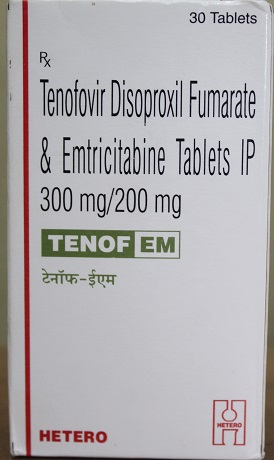 30 Tablets
Rx
Tenofovir Disoproxil Fumarate
& Emtricitabine Tablets IP
300 mg/200 mg
TENOF EM
टेनॉफ-ईएम
HETERO
HETERO